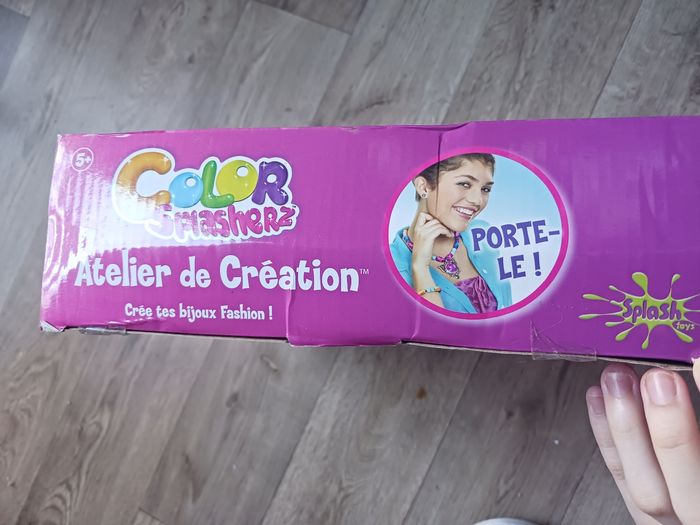 5+
COLOR
SPlasherz
Atelier de Création™
Crée tes bijoux Fashion !
PORTE-
LE !
Splash
toys